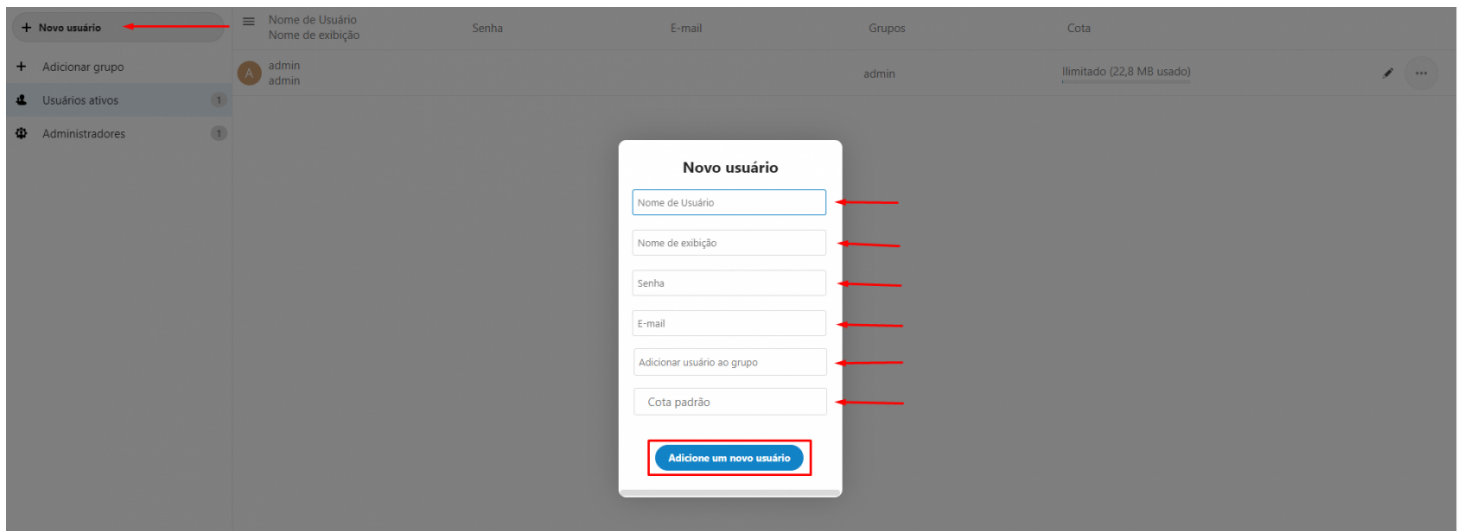 + Novo usuário
Nome de Usuário
Nome de exibição
Senha
E-mail
Grupos
Cota
+ Adicionar grupo
Usuários ativos 1
Administradores 1
A
admin
admin
admin
Ilimitado (22,8 MB usado)
...
Novo usuário
Nome de Usuário
Nome de exibição
Senha
E-mail
Adicionar usuário ao grupo
Cota padrão
Adicione um novo usuário